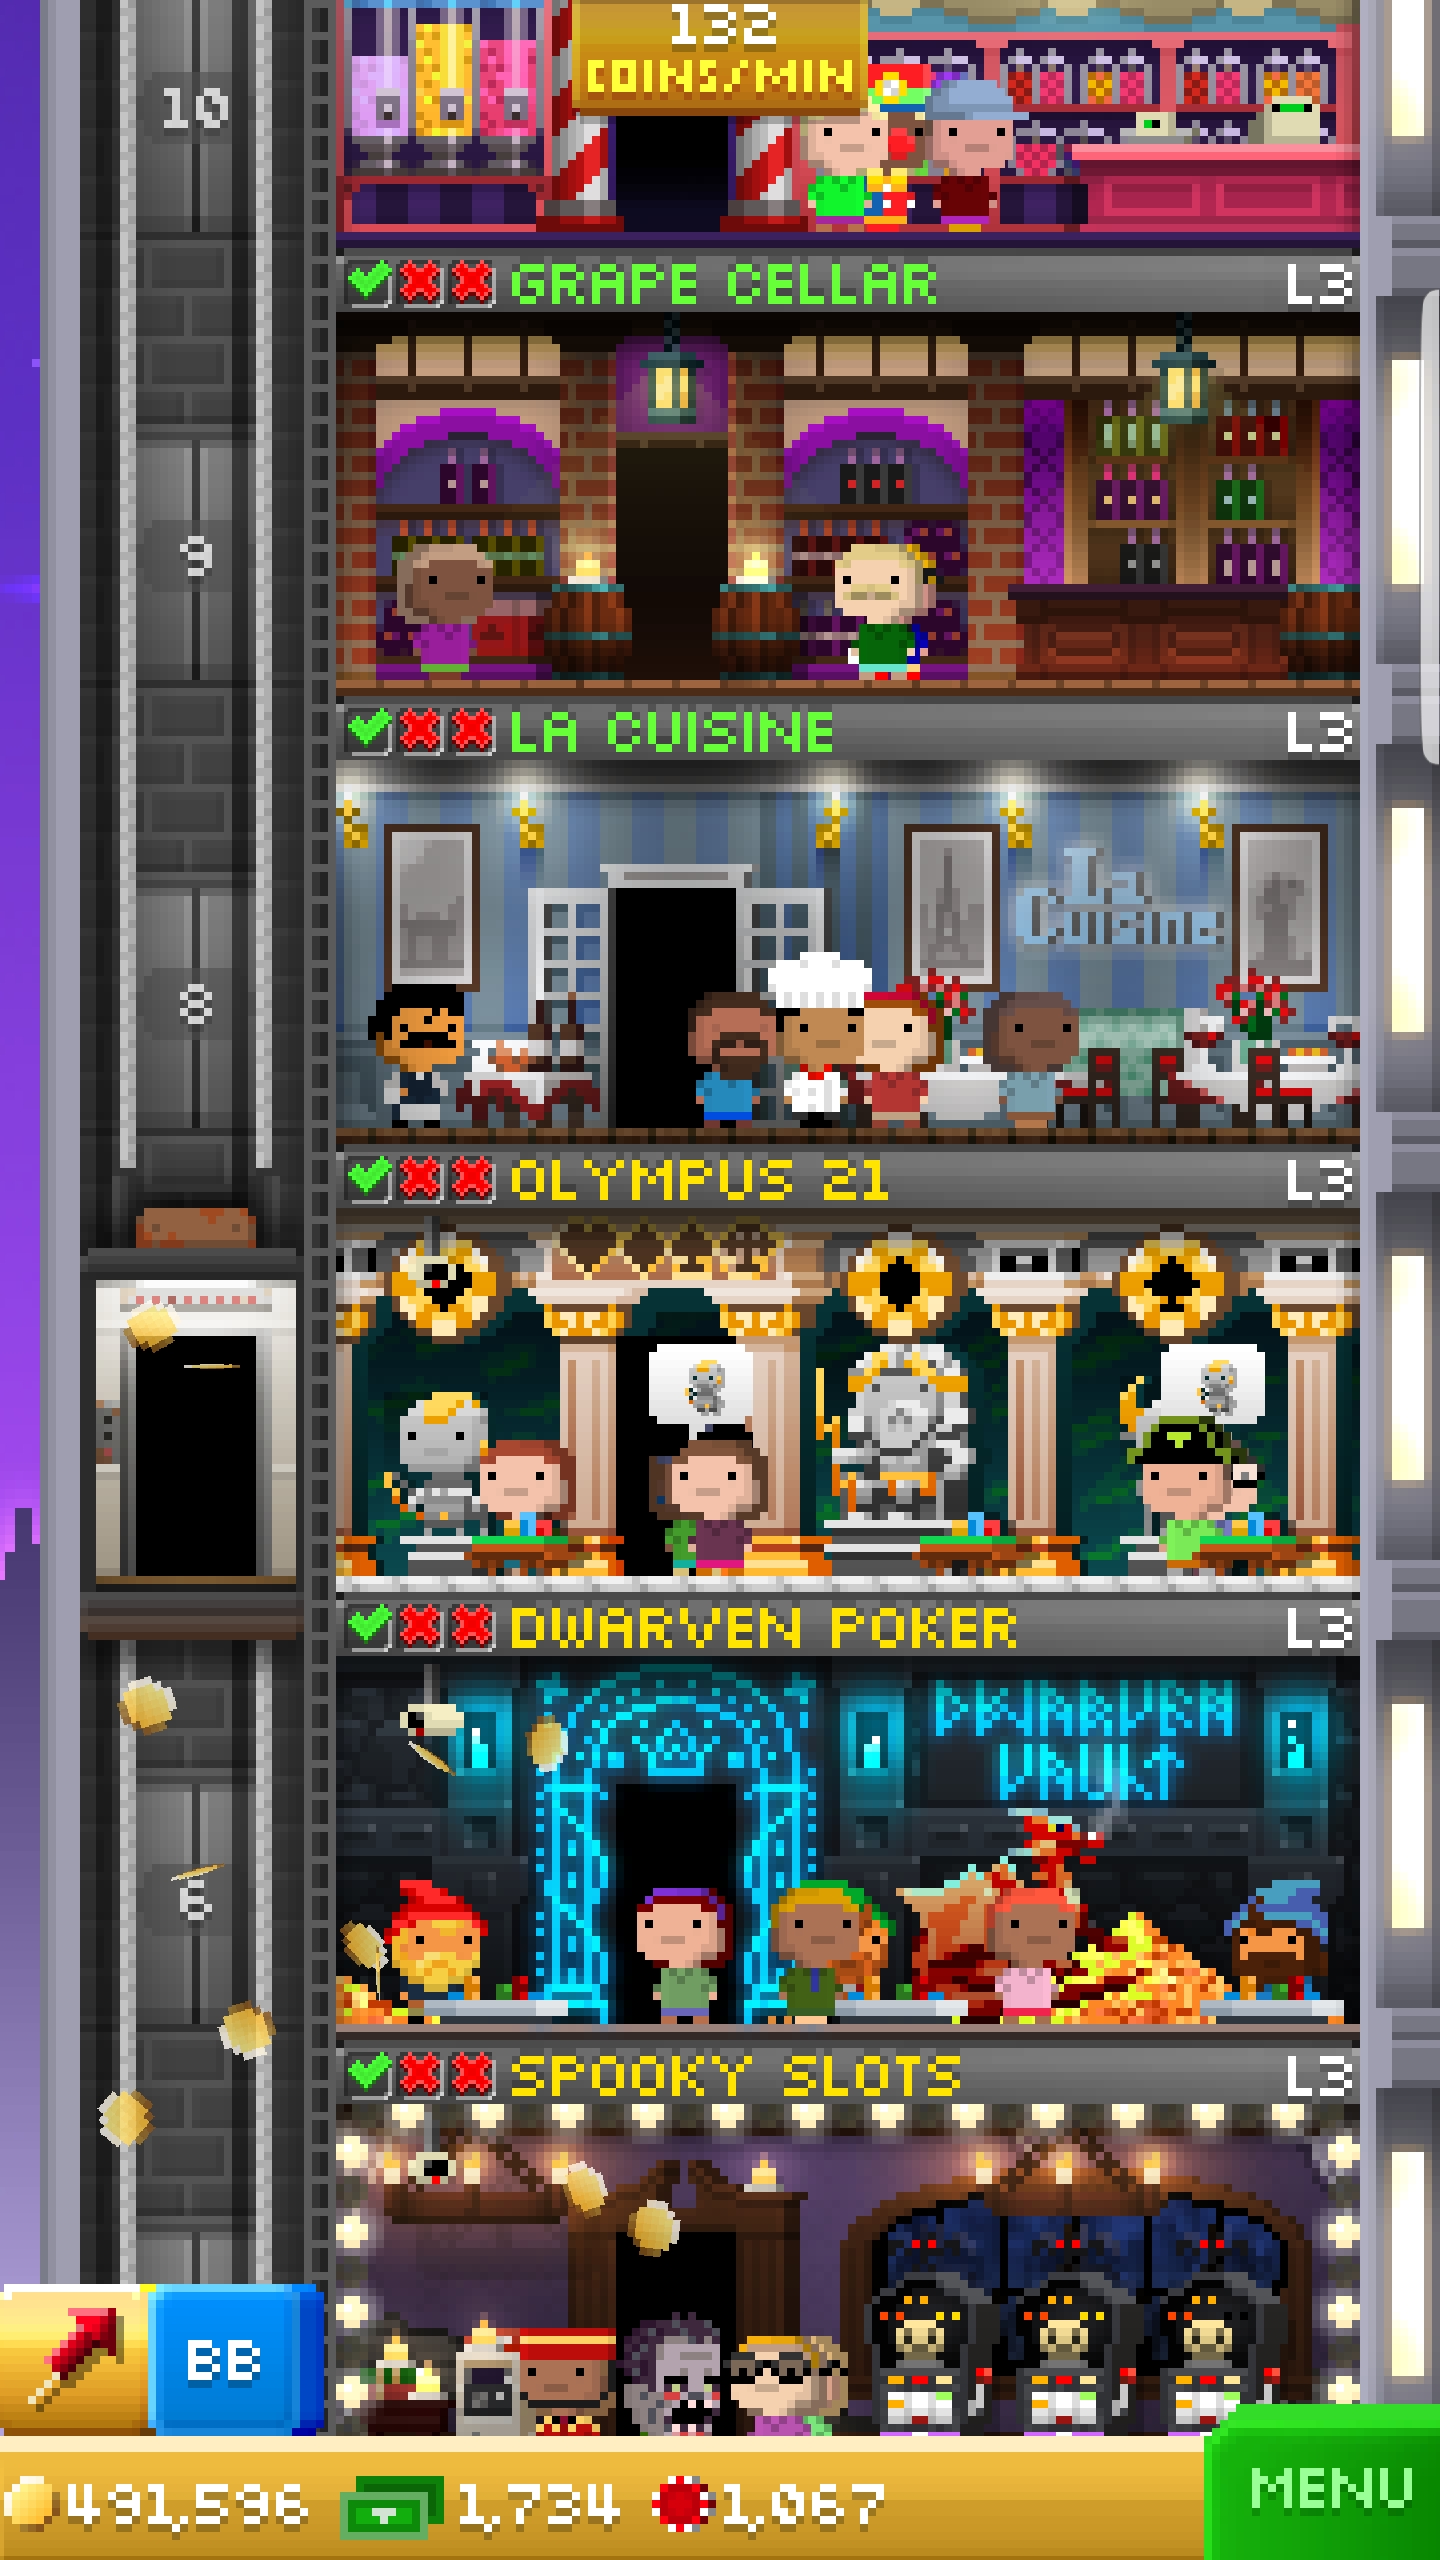 132
COINS/MIN
10
GRAPE CELLAR L3
9
LA CUISINE L3
La
Cuisine
8
OLYMPUS 21 L3
DWARVEN POKER L3
DWARVEN
VAULT
6
SPOOKY SLOTS L3
BB
491,596 1,734 1,067
MENU